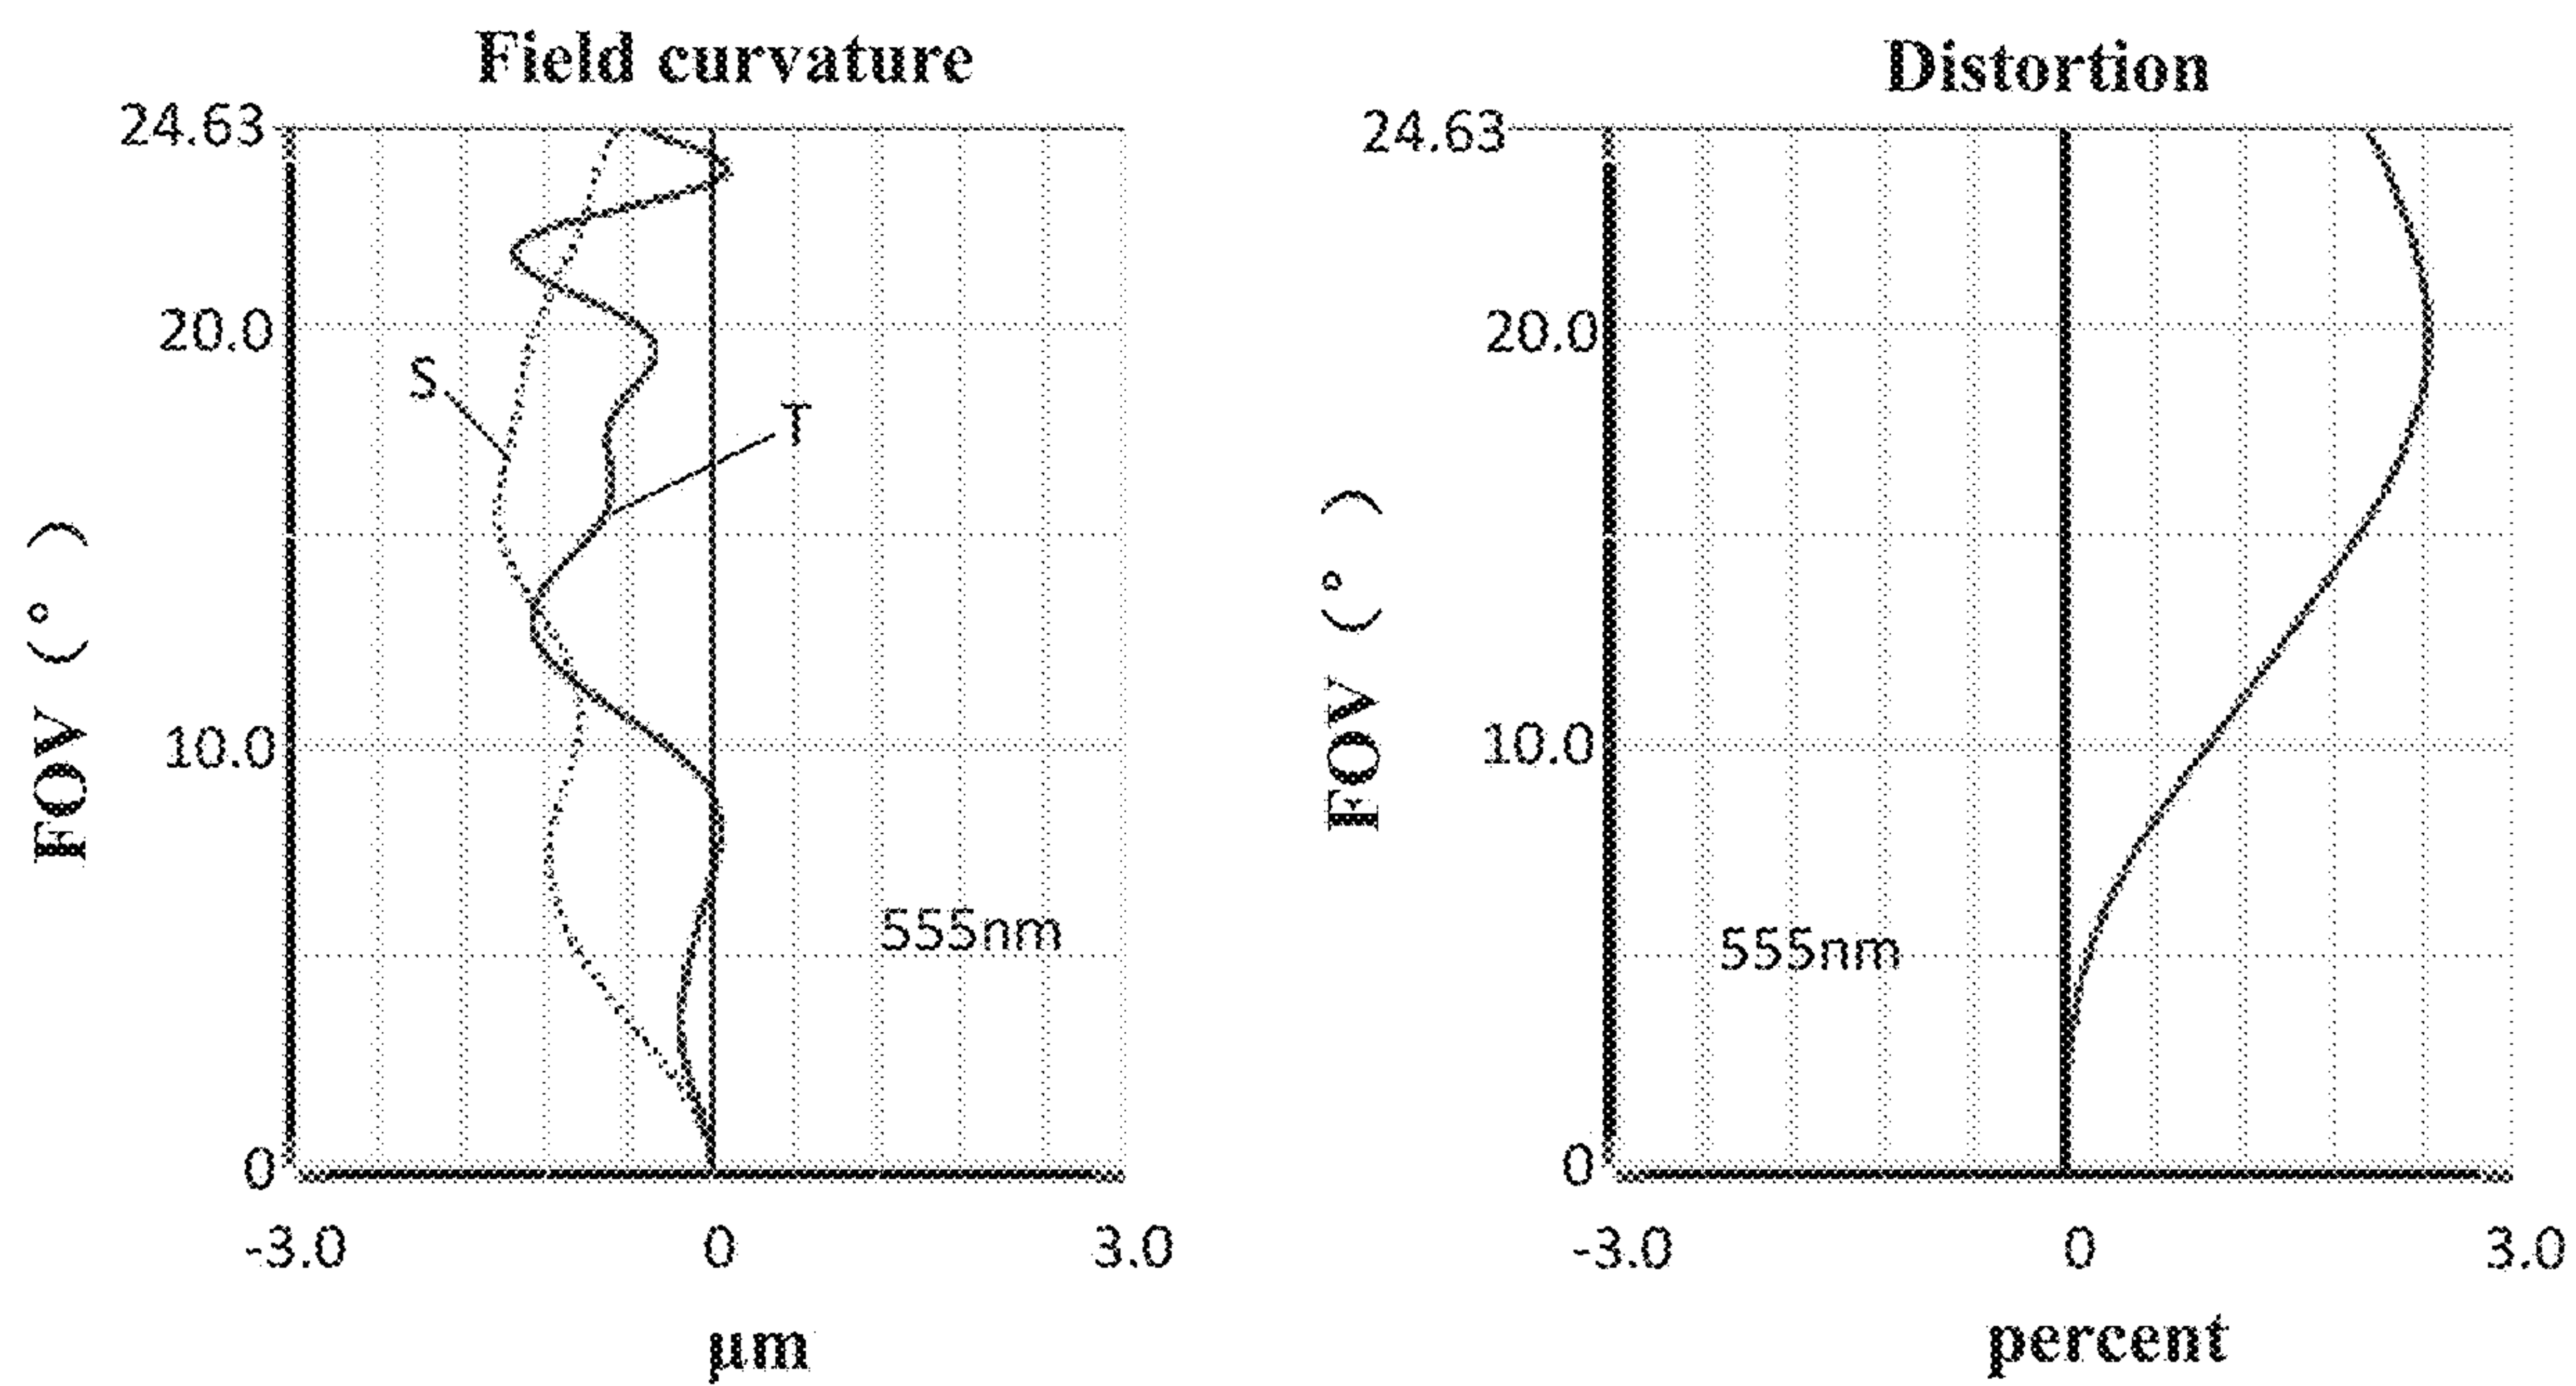 Field curvature
24.63
20.0
S
T
FOV ( ° )
10.0
555nm
0
-3.0 0 3.0
μm
Distortion
24.63
20.0
FOV ( ° )
10.0
555nm
0
-3.0 0 3.0
percent